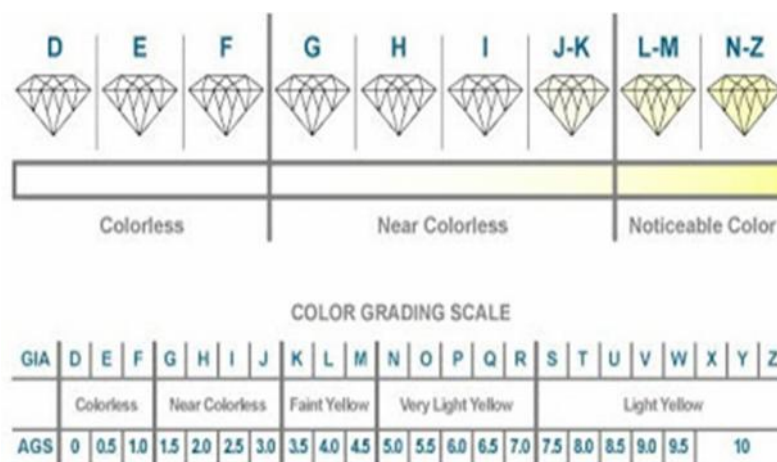 D E F G H I J-K L-M N-Z
Colorless Near Colorless Noticeable Color
COLOR GRADING SCALE
GIA D E F G H I J K L M N O P Q R S T U V W X Y Z
Colorless Near Colorless Faint Yellow Very Light Yellow Light Yellow
AGS 0 0.5 1.0 1.5 2.0 2.5 3.0 3.5 4.0 4.5 5.0 5.5 6.0 6.5 7.0 7.5 8.0 8.5 9.0 9.5 10